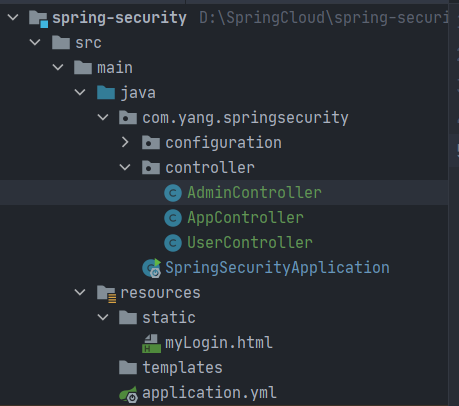 spring-security D:\SpringCloud\spring-securi
src
main
java
com.yang.springsecurity
configuration
controller
AdminController
AppController
UserController
SpringSecurityApplication
resources
static
myLogin.html
templates
application.yml